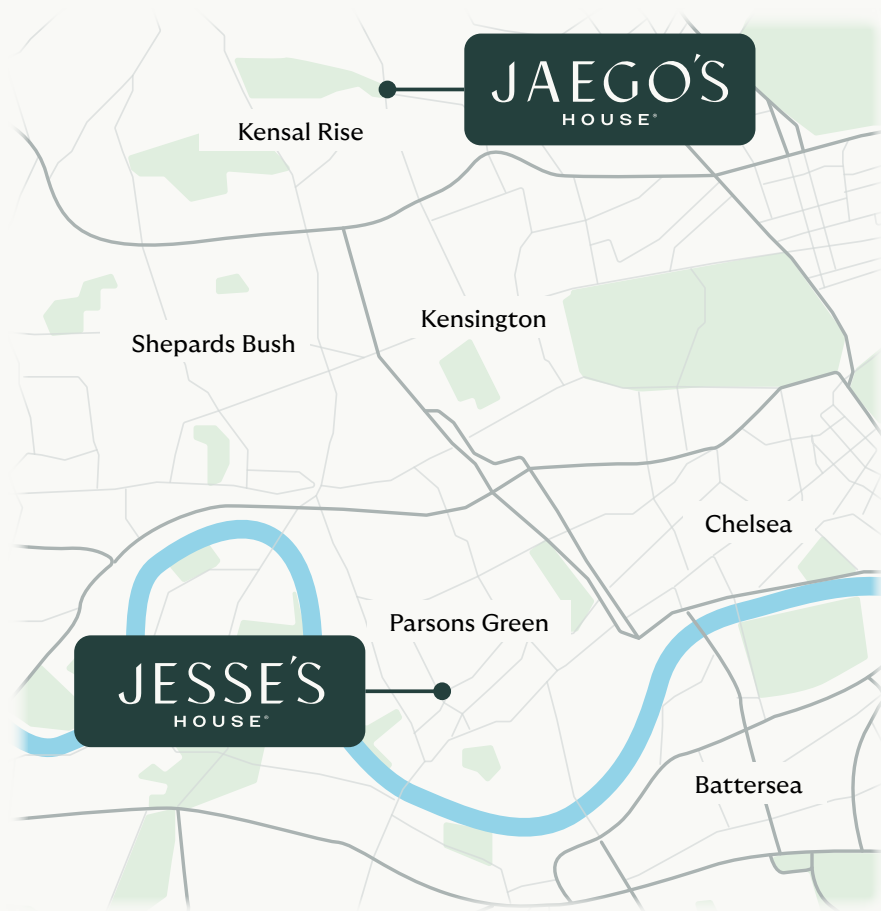 JAEGO'S
HOUSE®
Kensal Rise
Kensington
Shepards Bush
Chelsea
Parsons Green
JESSE'S
HOUSE®
Battersea